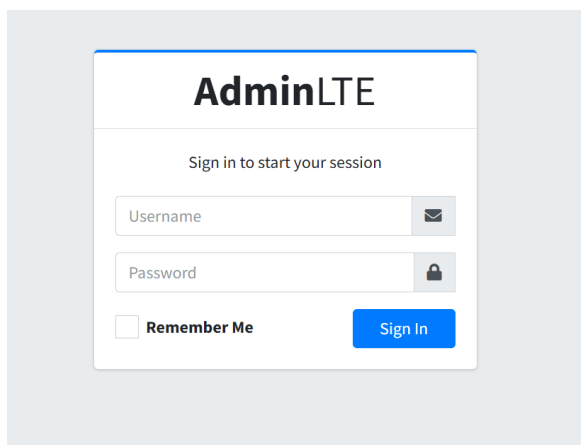 AdminLTE
Sign in to start your session
Username
Password
Remember Me
Sign In